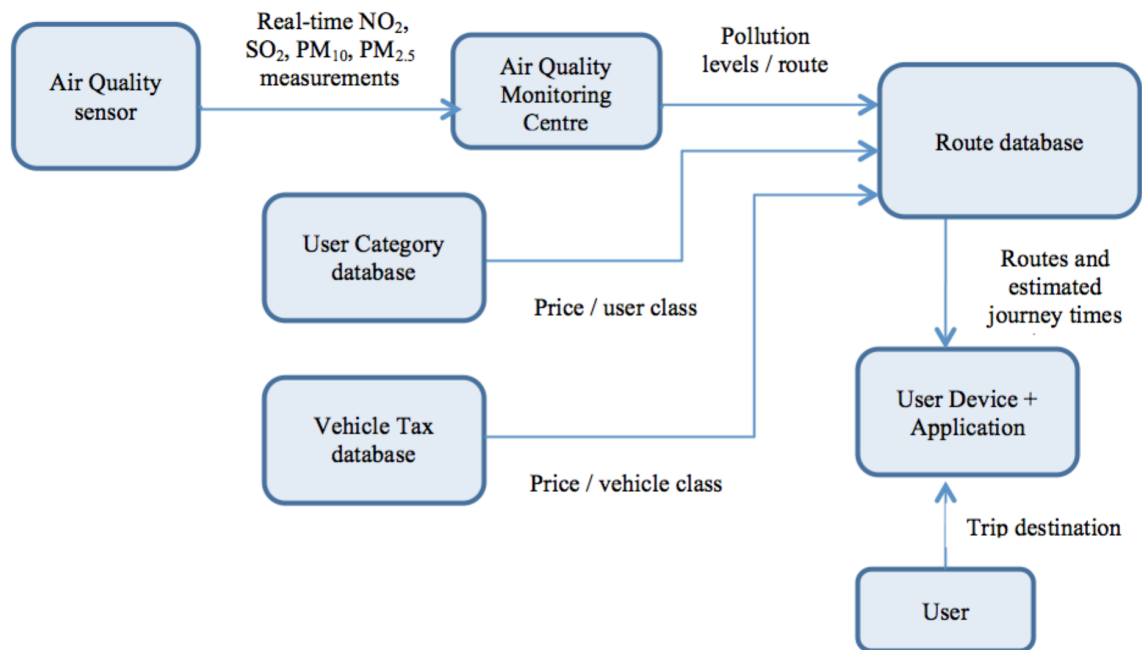 Real-time NO₂,
SO₂, PM₁₀, PM₂.₅
measurements
Air Quality
sensor
Air Quality
Monitoring
Centre
Pollution
levels / route
Route database
User Category
database
Price / user class
Routes and
estimated
journey times
Vehicle Tax
database
Price / vehicle class
User Device +
Application
Trip destination
User